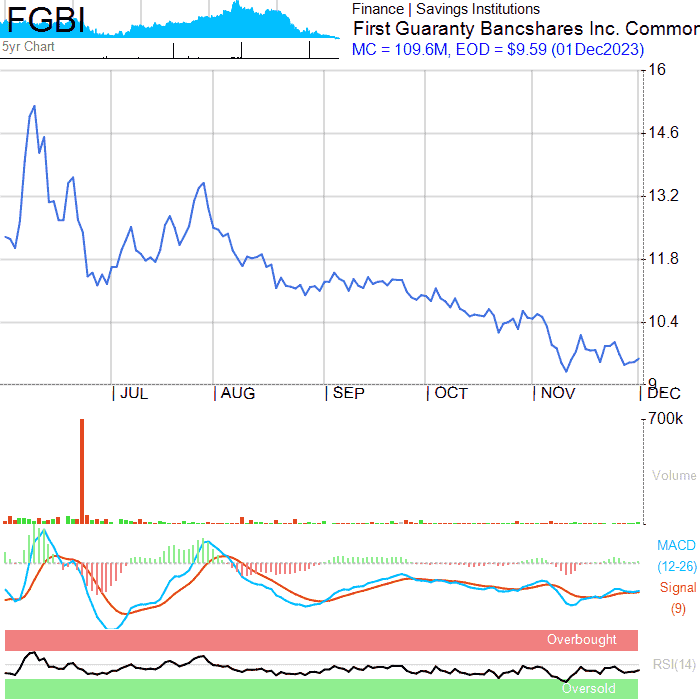 FGBI
Finance | Savings Institutions
First Guaranty Bancshares Inc. Common
5yr Chart
MC = 109.6M, EOD = $9.59 (01Dec2023)
16
14.6
13.2
11.8
10.4
9
JUL
AUG
SEP
OCT
NOV
DEC
700k
Volume
MACD
(12-26)
Signal
(9)
Overbought
RSI(14)
Oversold